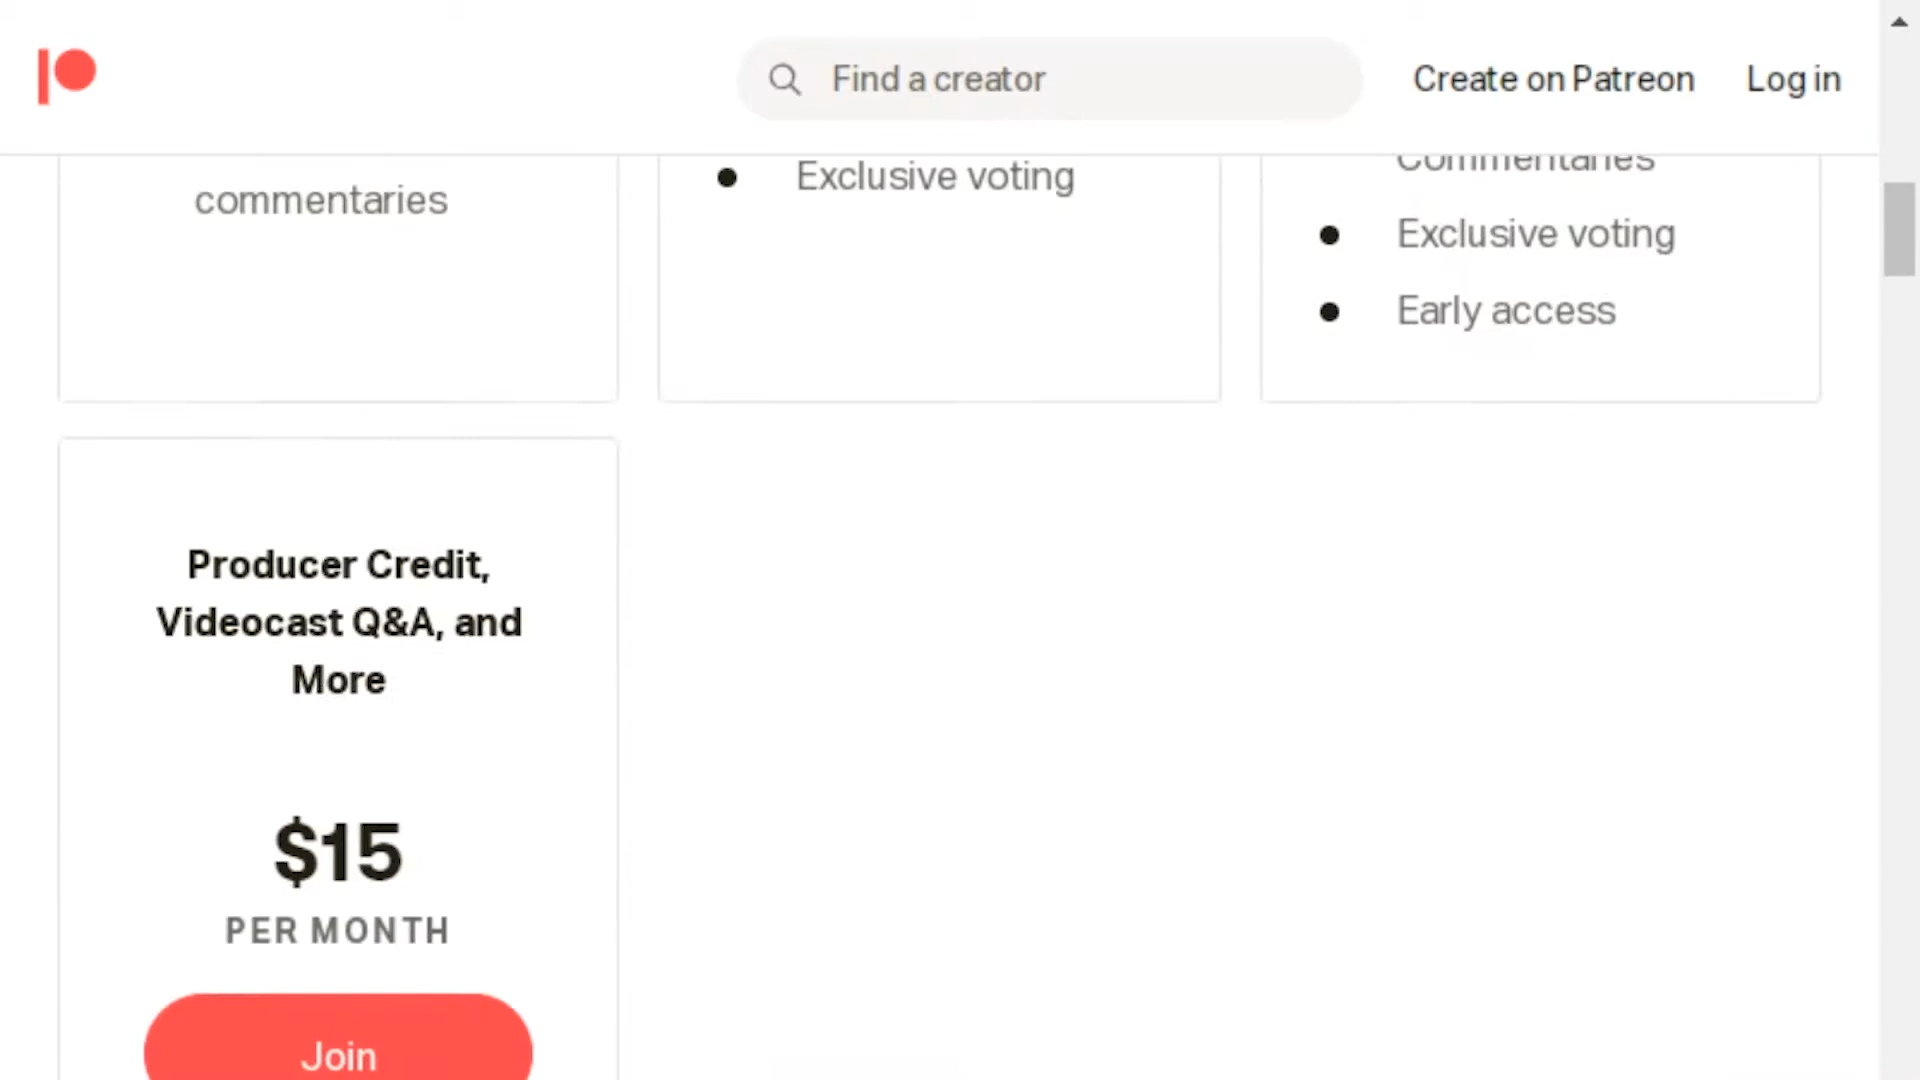 Find a creator
Create on Patreon
Log in
commentaries
Exclusive voting
Commentaries
Exclusive voting
Early access
Producer Credit,
Videocast Q&A, and
More
$15
PER MONTH
Join